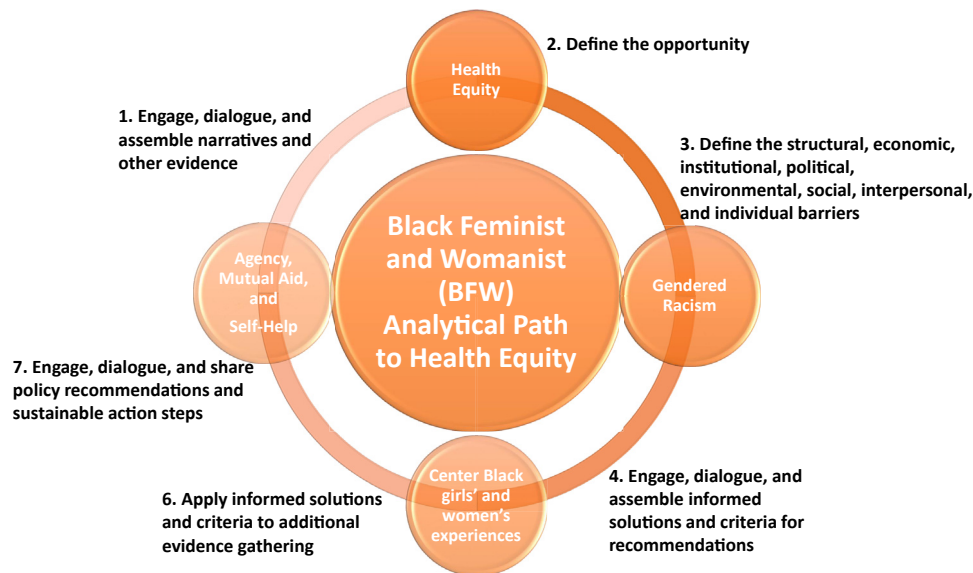 2. Define the opportunity
Health
Equity
1. Engage, dialogue, and
assemble narratives and
other evidence
3. Define the structural, economic,
institutional, political,
environmental, social, interpersonal,
and individual barriers
Black Feminist
and Womanist
(BFW)
Analytical Path
to Health Equity
Agency,
Mutual Aid,
and
Self-Help
Gendered
Racism
7. Engage, dialogue, and share
policy recommendations and
sustainable action steps
Center Black
girls’ and
women’s
experiences
4. Engage, dialogue, and
assemble informed
solutions and criteria for
recommendations
6. Apply informed solutions
and criteria to additional
evidence gathering